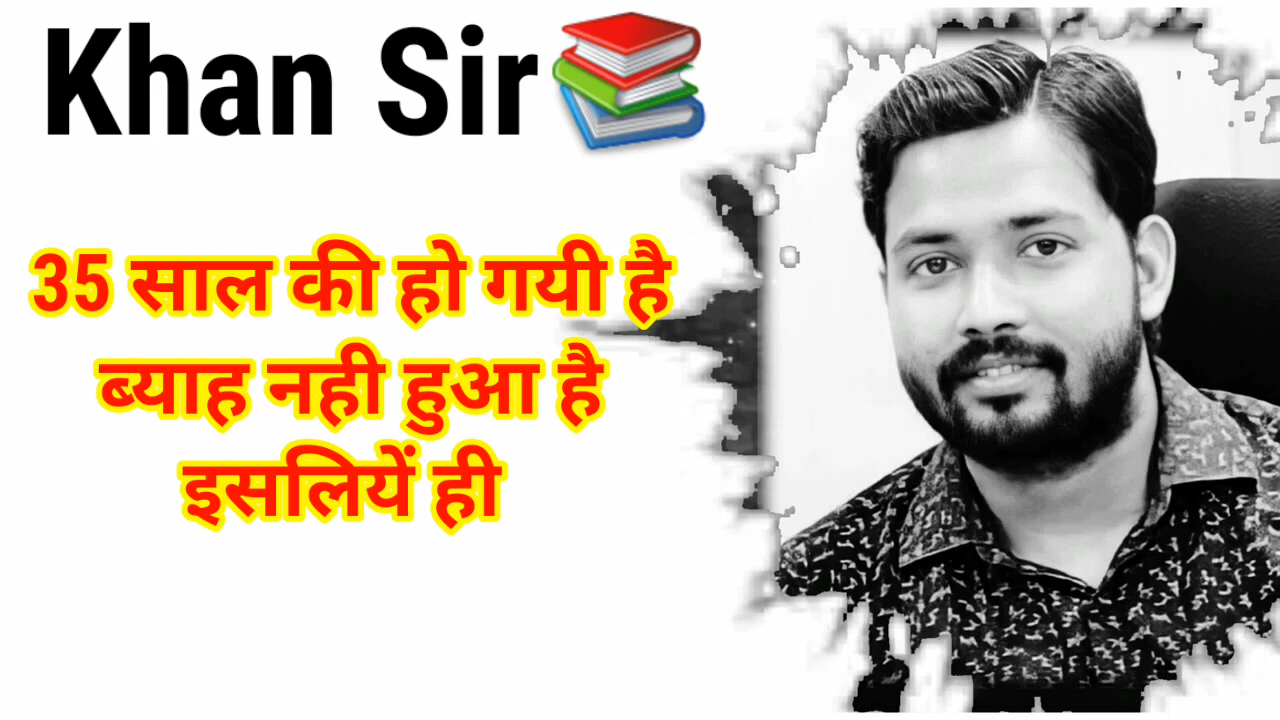 Khan Sir
35 साल की हो गयी है
ब्याह नही हुआ है
इसलियें ही